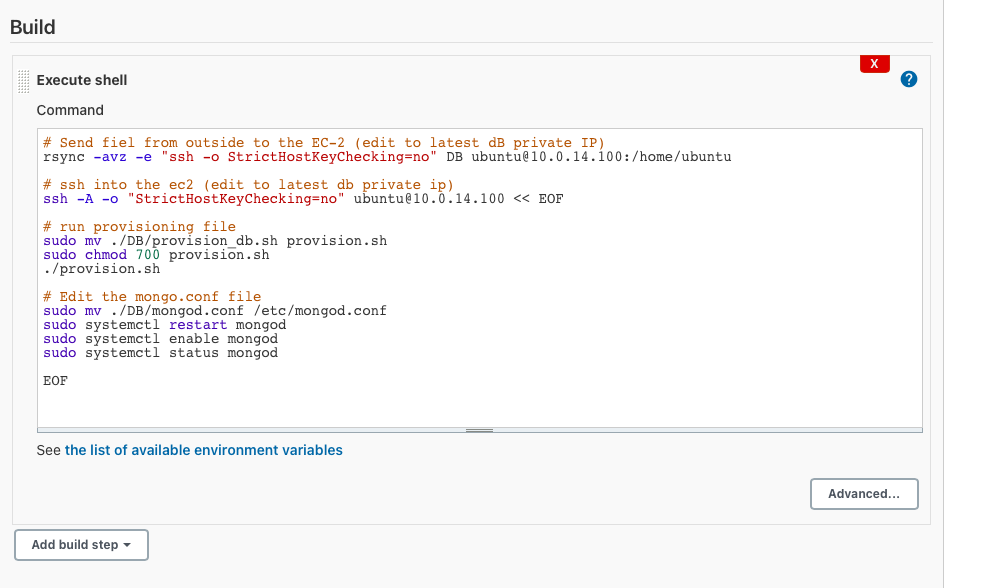 Build
X
Execute shell
?
Command
# Send fiel from outside to the EC-2 (edit to latest dB private IP)
rsync -avz -e "ssh -o StrictHostKeyChecking=no" DB ubuntu@10.0.14.100:/home/ubuntu
# ssh into the ec2 (edit to latest db private ip)
ssh -A -o "StrictHostKeyChecking=no" ubuntu@10.0.14.100 << EOF
# run provisioning file
sudo mv ./DB/provision_db.sh provision.sh
sudo chmod 700 provision.sh
./provision.sh
# Edit the mongo.conf file
sudo mv ./DB/mongod.conf /etc/mongod.conf
sudo systemctl restart mongod
sudo systemctl enable mongod
sudo systemctl status mongod
EOF
See the list of available environment variables
Advanced...
Add build step